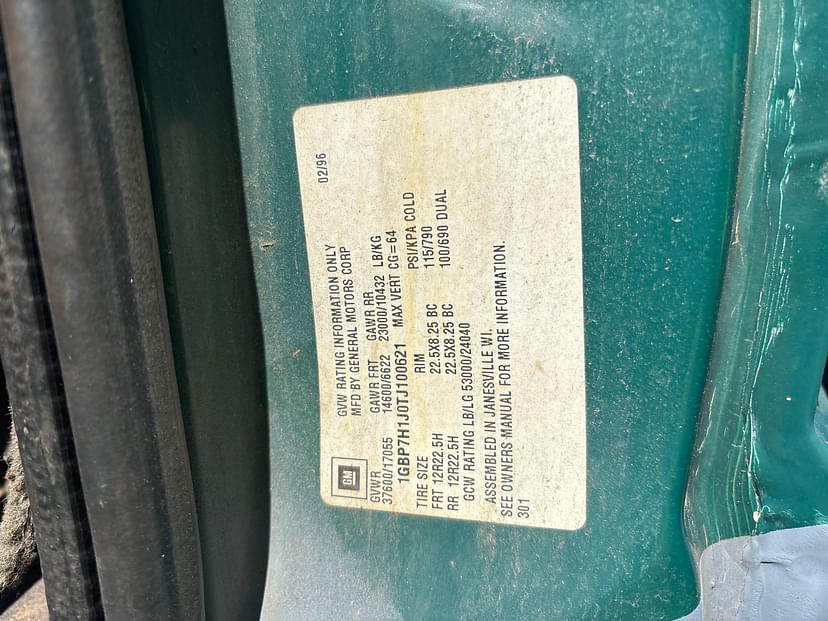 02/96
GM
GVW RATING INFORMATION ONLY
MFD BY GENERAL MOTORS CORP
GVWR GAWR FRT GAWR RR
37600/17055 14600/6622 23000/10432 LB/KG
1GBP7H1J0TJ100621 MAX VERT CG=64
TIRE SIZE RIM PSI/KPA COLD
FRT 12R22.5H 22.5X8.25 BC 115/790
RR 12R22.5H 22.5X8.25 BC 100/690 DUAL
GCW RATING LB/LG 53000/24040
ASSEMBLED IN JANESVILLE WI.
SEE OWNERS MANUAL FOR MORE INFORMATION.
301